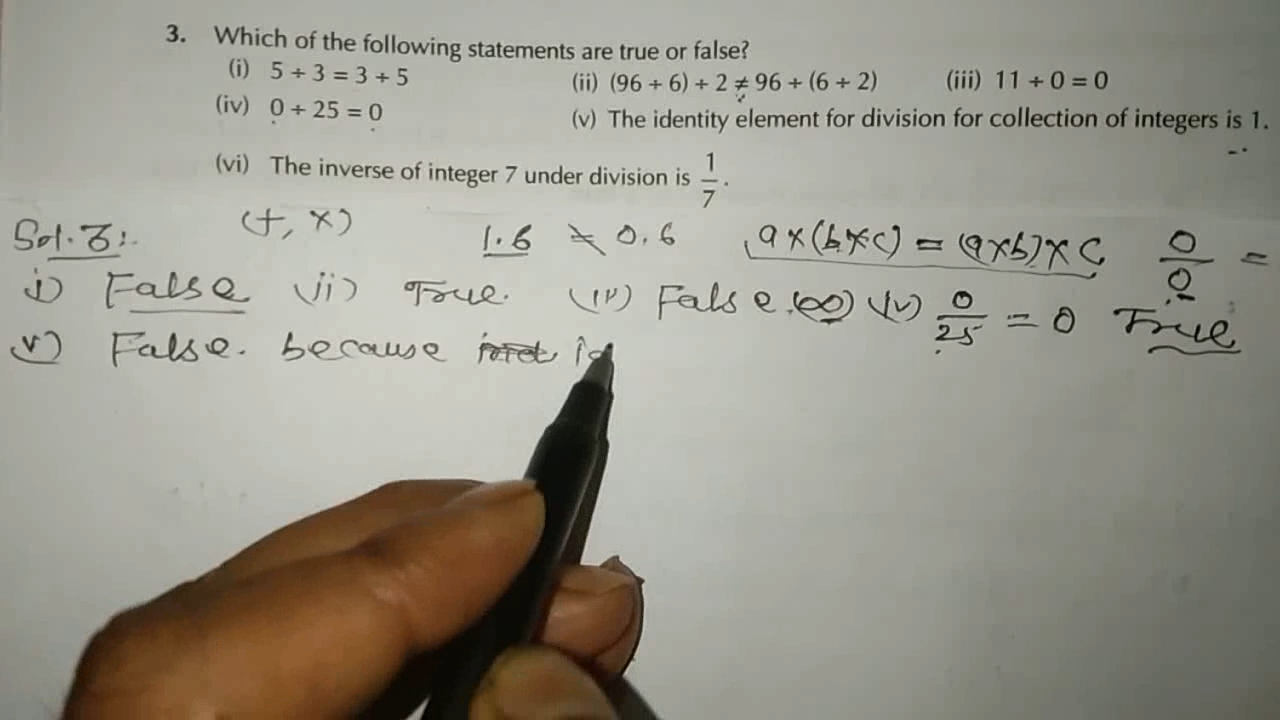 3. Which of the following statements are true or false?
(i) 5 ÷ 3 = 3 ÷ 5 (ii) (96 ÷ 6) ÷ 2 ≠ 96 ÷ (6 ÷ 2) (iii) 11 ÷ 0 = 0
(iv) 0 ÷ 25 = 0 (v) The identity element for division for collection of integers is 1.
(vi) The inverse of integer 7 under division is 1/7.
Sol. 3:. (+, ×) 1.6 ≠ 0.6 a×(b×c) = (a×b)×c 0/0 =
i) False (ii) True. (iv) False (∞) (iv) 0/25 = 0 True
v) False. because